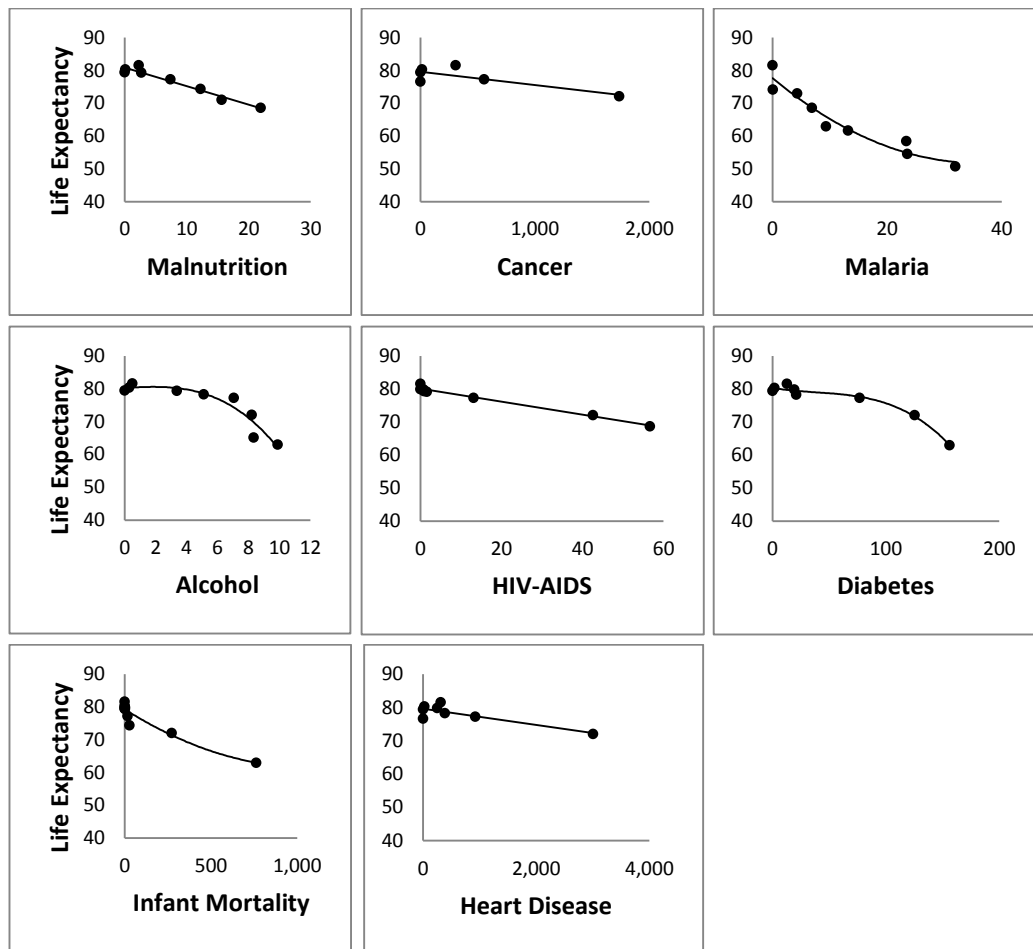 Life Expectancy
90
80
70
60
50
40
0 10 20 30
Malnutrition
90
80
70
60
50
40
0 1,000 2,000
Cancer
90
80
70
60
50
40
0 20 40
Malaria
Life Expectancy
90
80
70
60
50
40
0 2 4 6 8 10 12
Alcohol
90
80
70
60
50
40
0 20 40 60
HIV-AIDS
90
80
70
60
50
40
0 100 200
Diabetes
Life Expectancy
90
80
70
60
50
40
0 500 1,000
Infant Mortality
90
80
70
60
50
40
0 2,000 4,000
Heart Disease